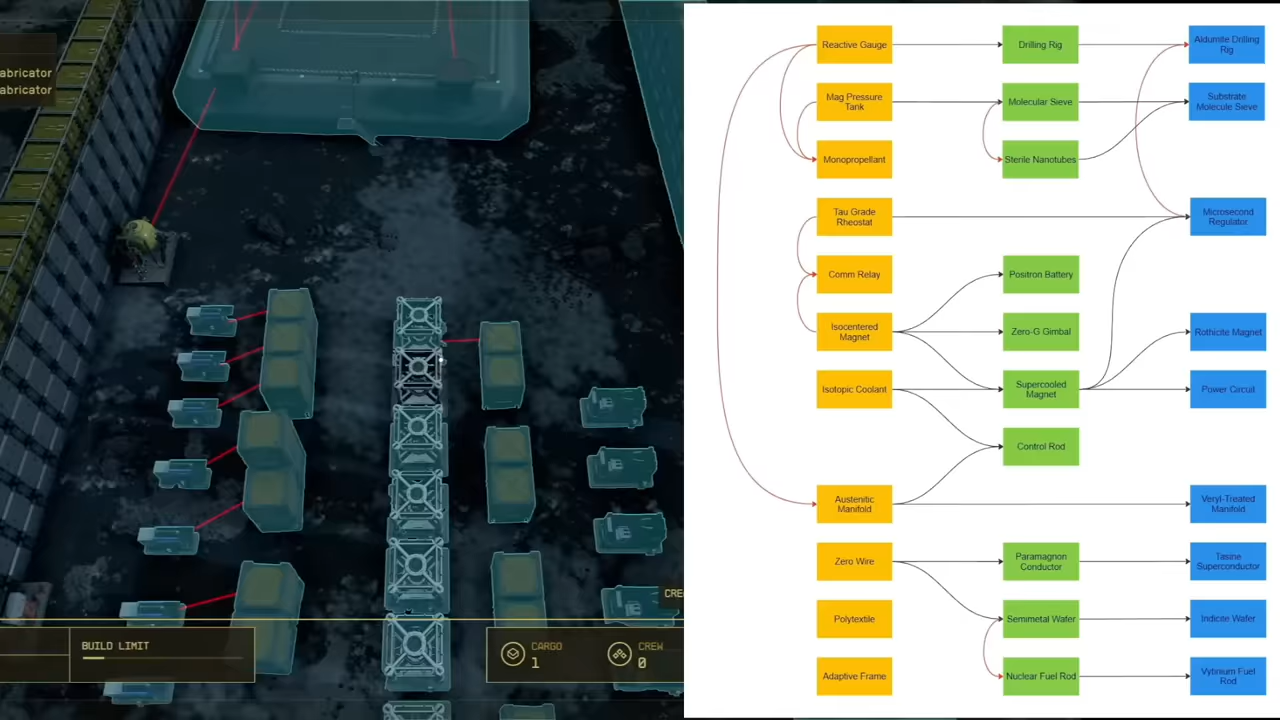 abricator
abricator
BUILD LIMIT
CARGO
1
CREW
0
CRE
Reactive Gauge
Drilling Rig
Aldumite Drilling
Rig
Mag Pressure
Tank
Molecular Sieve
Substrate
Molecule Sieve
Monopropellant
Sterile Nanotubes
Tau Grade
Rheostat
Microsecond
Regulator
Comm Relay
Positron Battery
Isocentered
Magnet
Zero-G Gimbal
Rothicite Magnet
Isotopic Coolant
Supercooled
Magnet
Power Circuit
Control Rod
Austenitic
Manifold
Veryl-Treated
Manifold
Zero Wire
Paramagnon
Conductor
Tasine
Superconductor
Polytextile
Semimetal Wafer
Indicite Wafer
Adaptive Frame
Nuclear Fuel Rod
Vytinium Fuel
Rod